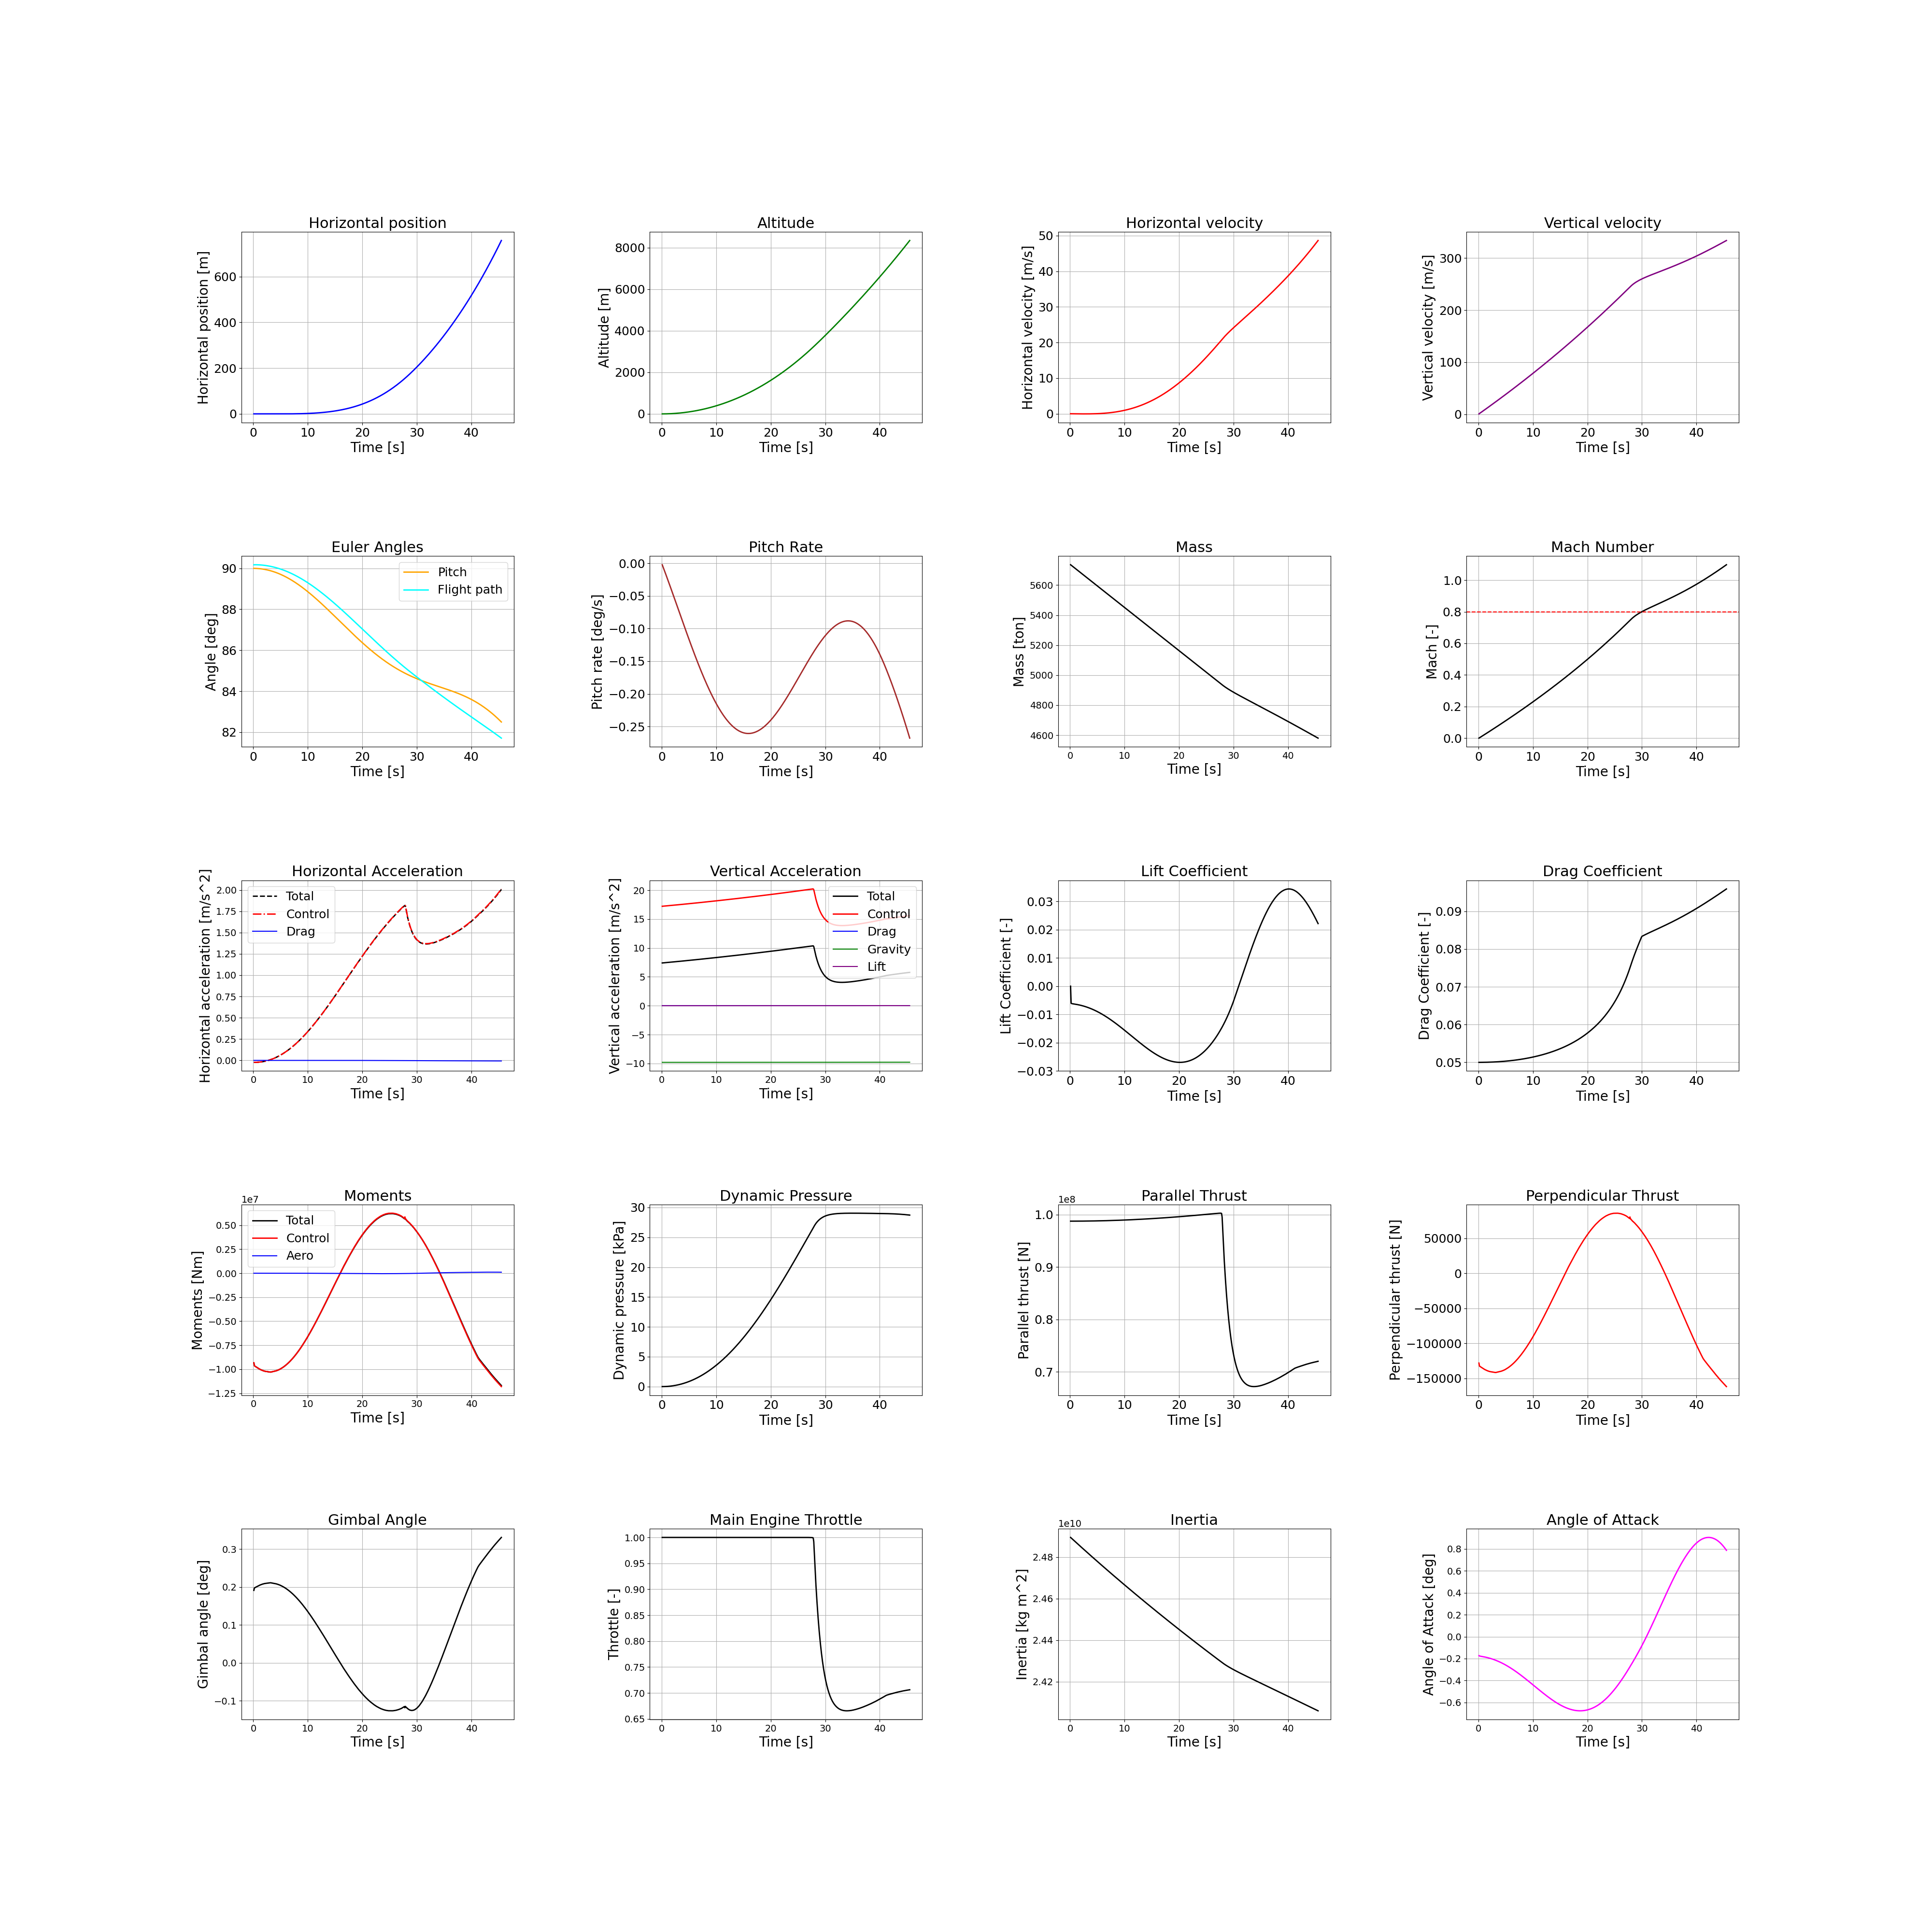 Horizontal position
Horizontal position [m]
600
400
200
0
0 10 20 30 40
Time [s]
Altitude
Altitude [m]
8000
6000
4000
2000
0
0 10 20 30 40
Time [s]
Horizontal velocity
Horizontal velocity [m/s]
50
40
30
20
10
0
0 10 20 30 40
Time [s]
Vertical velocity
Vertical velocity [m/s]
300
200
100
0
0 10 20 30 40
Time [s]
Euler Angles
Angle [deg]
90
88
86
84
82
Pitch
Flight path
0 10 20 30 40
Time [s]
Pitch Rate
Pitch rate [deg/s]
0.00
−0.05
−0.10
−0.15
−0.20
−0.25
0 10 20 30 40
Time [s]
Mass
Mass [ton]
5600
5400
5200
5000
4800
4600
0 10 20 30 40
Time [s]
Mach Number
Mach [-]
1.0
0.8
0.6
0.4
0.2
0.0
0 10 20 30 40
Time [s]
Horizontal Acceleration
Horizontal acceleration [m/s^2]
2.00
1.75
1.50
1.25
1.00
0.75
0.50
0.25
0.00
Total
Control
Drag
0 10 20 30 40
Time [s]
Vertical Acceleration
Vertical acceleration [m/s^2]
20
15
10
5
0
−5
−10
Total
Control
Drag
Gravity
Lift
0 10 20 30 40
Time [s]
Lift Coefficient
Lift Coefficient [-]
0.03
0.02
0.01
0.00
−0.01
−0.02
−0.03
0 10 20 30 40
Time [s]
Drag Coefficient
Drag Coefficient [-]
0.09
0.08
0.07
0.06
0.05
0 10 20 30 40
Time [s]
Moments
1e7
Moments [Nm]
0.50
0.25
0.00
−0.25
−0.50
−0.75
−1.00
−1.25
Total
Control
Aero
0 10 20 30 40
Time [s]
Dynamic Pressure
Dynamic pressure [kPa]
30
25
20
15
10
5
0
0 10 20 30 40
Time [s]
Parallel Thrust
1e8
Parallel thrust [N]
1.0
0.9
0.8
0.7
0 10 20 30 40
Time [s]
Perpendicular Thrust
Perpendicular thrust [N]
50000
0
−50000
−100000
−150000
0 10 20 30 40
Time [s]
Gimbal Angle
Gimbal angle [deg]
0.3
0.2
0.1
0.0
−0.1
0 10 20 30 40
Time [s]
Main Engine Throttle
Throttle [-]
1.00
0.95
0.90
0.85
0.80
0.75
0.70
0.65
0 10 20 30 40
Time [s]
Inertia
1e10
Inertia [kg m^2]
2.48
2.46
2.44
2.42
0 10 20 30 40
Time [s]
Angle of Attack
Angle of Attack [deg]
0.8
0.6
0.4
0.2
0.0
−0.2
−0.4
−0.6
0 10 20 30 40
Time [s]